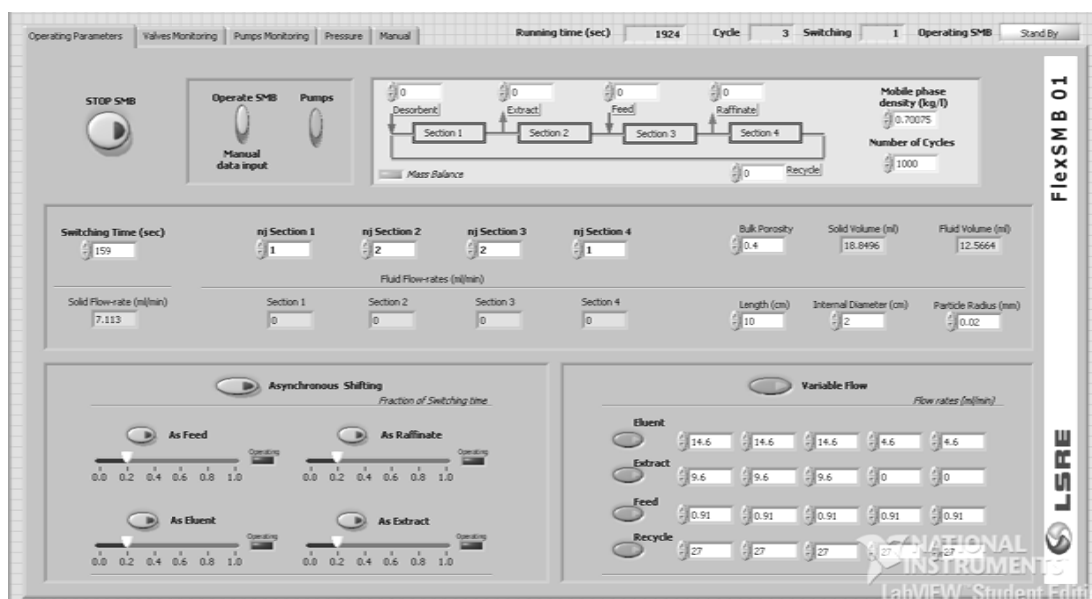 Operating Parameters Valves Monitoring Pumps Monitoring Pressure Manual Running time (sec) 1924 Cycle 3 Switching 1 Operating SMB Stand By
STOP SMB
Operate SMB Pumps
Manual
data input
0 0 0 0
Desorbent Extract Feed Raffinate
Section 1 Section 2 Section 3 Section 4
Mass Balance
0 Recycle
Mobile phase
density (kg/l)
0.70075
Number of Cycles
1000
FlexSMB 01
Switching Time (sec) nj Section 1 nj Section 2 nj Section 3 nj Section 4 Bulk Porosity Solid Volume (ml) Fluid Volume (ml)
159 1 2 2 1 0.4 18.8496 12.5664
Fluid Flow-rates (ml/min)
Solid Flow-rate (ml/min) Section 1 Section 2 Section 3 Section 4 Length (cm) Internal Diameter (cm) Particle Radius (mm)
7.113 0 0 0 0 10 2 0.02
Asynchronous Shifting
Fraction of Switching time
As Feed As Raffinate
Operating Operating
0.0 0.2 0.4 0.6 0.8 1.0 0.0 0.2 0.4 0.6 0.8 1.0
As Eluent As Extract
Operating Operating
0.0 0.2 0.4 0.6 0.8 1.0 0.0 0.2 0.4 0.6 0.8 1.0
Variable Flow
Flow rates (ml/min)
Eluent
14.6 14.6 14.6 4.6 4.6
Extract
9.6 9.6 9.6 0 0
Feed
0.91 0.91 0.91 0.91 0.91
Recycle
27 27 27 27 27
LSRE
NATIONAL
INSTRUMENTS
LabVIEW Student Editi